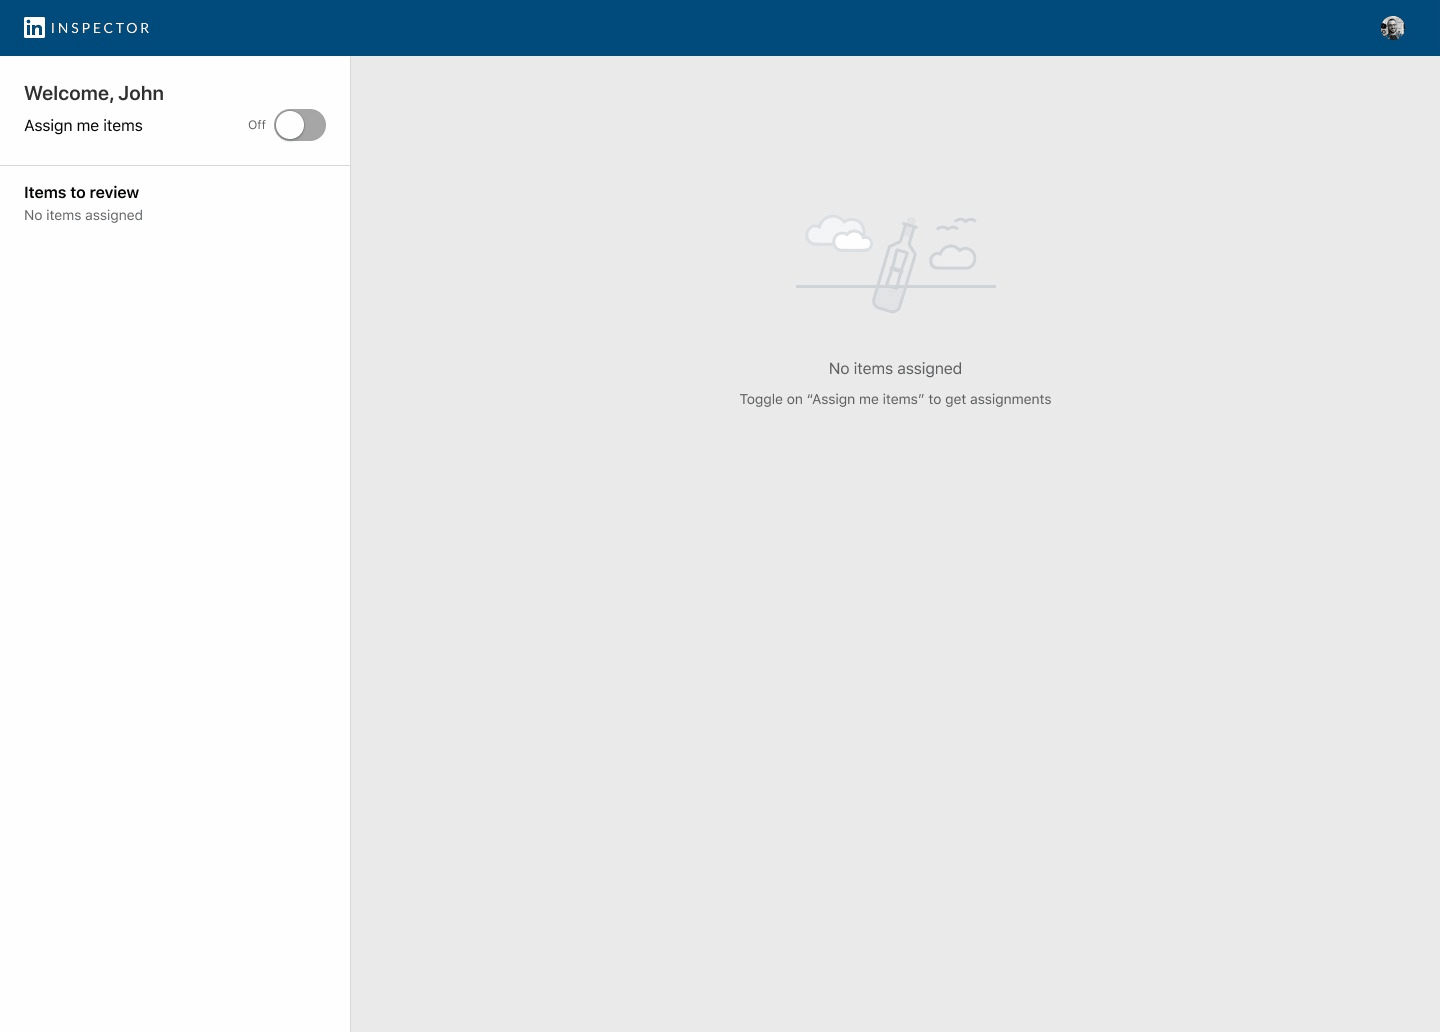 in INSPECTOR
Welcome, John
Assign me items
Off
Items to review
No items assigned
No items assigned
Toggle on “Assign me items” to get assignments